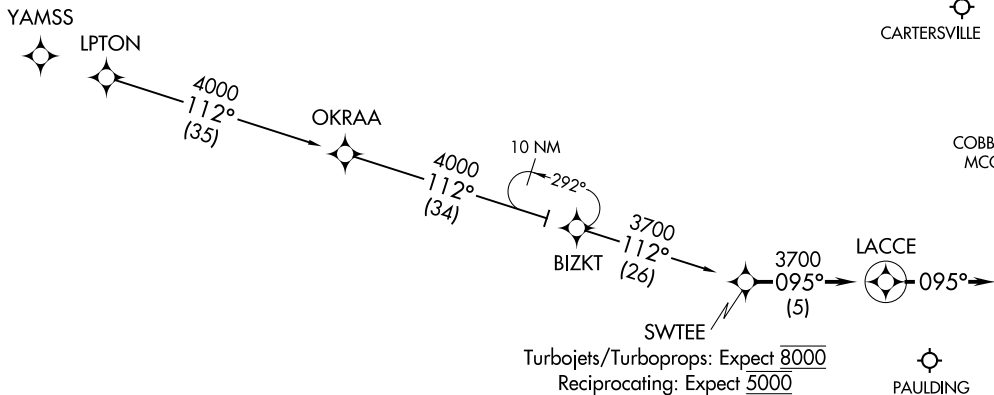 YAMSS
LPTON
4000
112°
(35)
OKRAA
4000
112°
(34)
10 NM
292°
BIZKT
3700
112°
(26)
SWTEE
Turbojets/Turboprops: Expect 8000
Reciprocating: Expect 5000
3700
095°
(5)
LACCE
095°
CARTERSVILLE
COBB
MCC
PAULDING